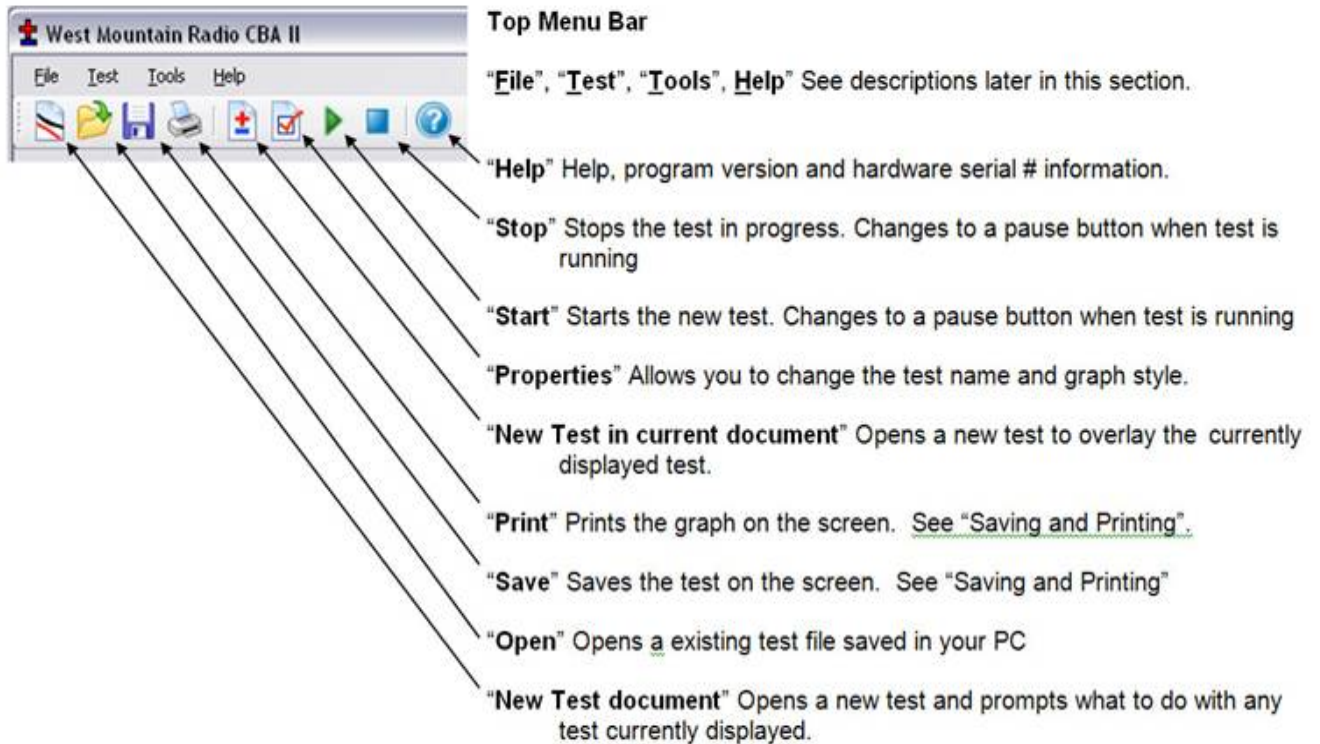 West Mountain Radio CBA II
File Test Tools Help
Top Menu Bar
“File”, “Test”, “Tools”, Help” See descriptions later in this section.
“Help” Help, program version and hardware serial # information.
“Stop” Stops the test in progress. Changes to a pause button when test is
running
“Start” Starts the new test. Changes to a pause button when test is running
“Properties” Allows you to change the test name and graph style.
“New Test in current document” Opens a new test to overlay the currently
displayed test.
“Print” Prints the graph on the screen. See “Saving and Printing”.
“Save” Saves the test on the screen. See “Saving and Printing”
“Open” Opens a existing test file saved in your PC
“New Test document” Opens a new test and prompts what to do with any
test currently displayed.